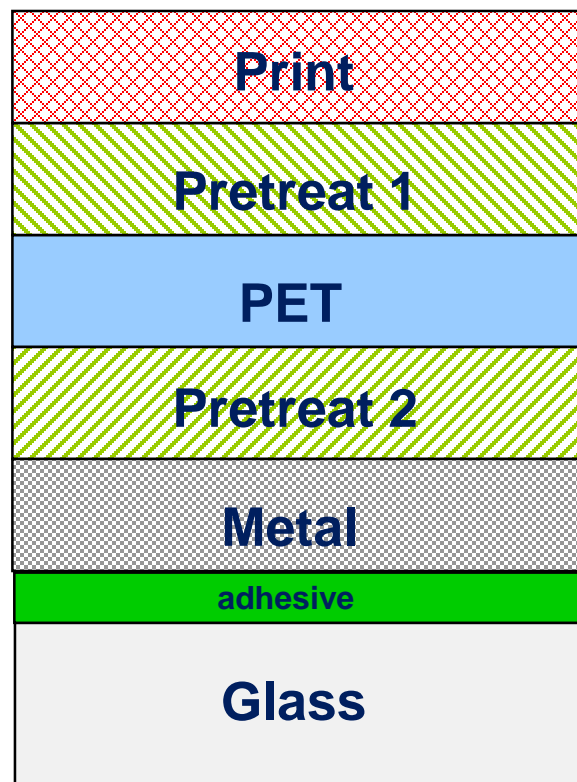 Print
Pretreat 1
PET
Pretreat 2
Metal
adhesive
Glass